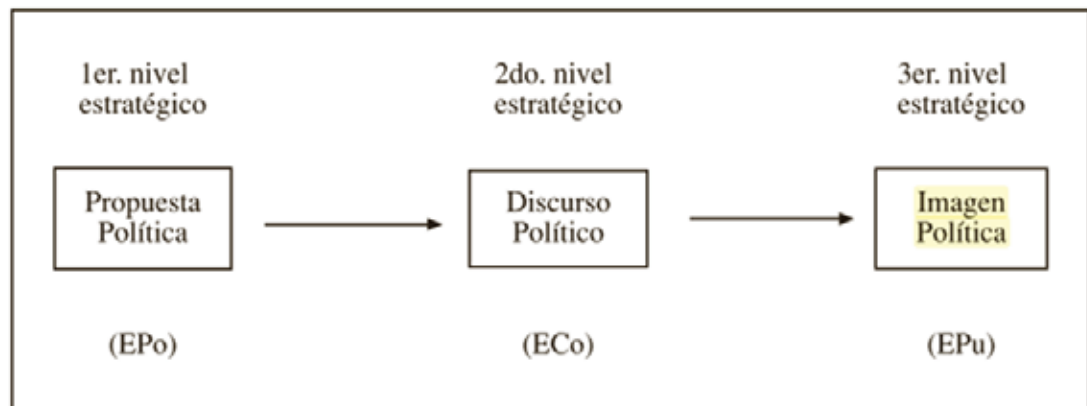 1er. nivel
estratégico
2do. nivel
estratégico
3er. nivel
estratégico
Propuesta
Política
Discurso
Político
Imagen
Política
(EPo)
(ECo)
(EPu)